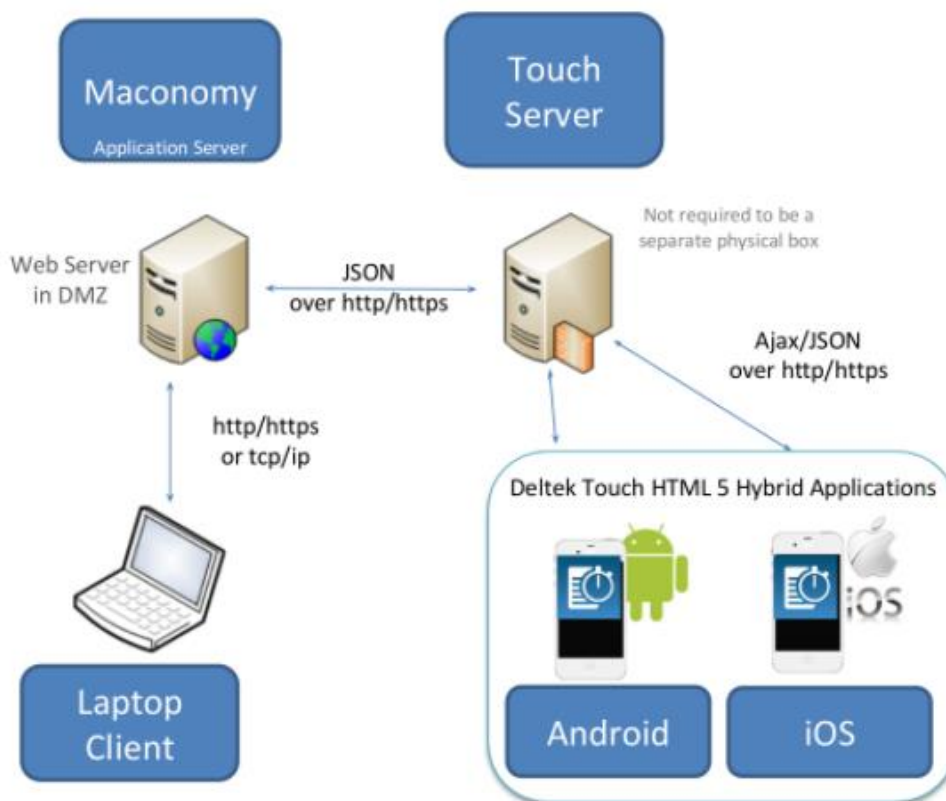 Maconomy
Application Server
Touch
Server
Not required to be a
separate physical box
Web Server
in DMZ
JSON
over http/https
Ajax/JSON
over http/https
http/https
or tcp/ip
Deltek Touch HTML 5 Hybrid Applications
iOS
Laptop
Client
Android
iOS